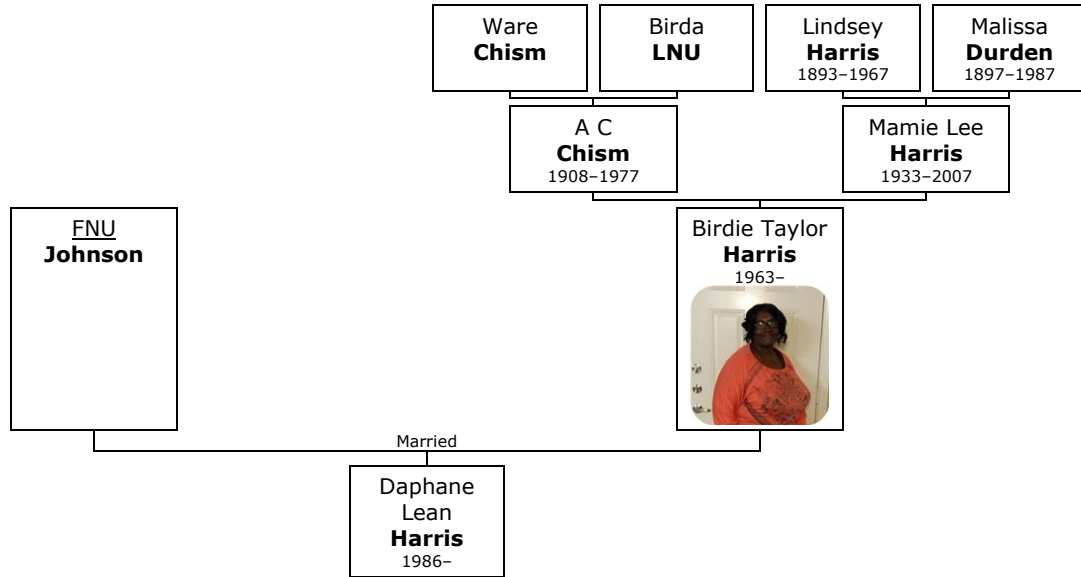 Ware
Chism
Birda
LNU
Lindsey
Harris
1893–1967
Malissa
Durden
1897–1987
A C
Chism
1908–1977
Mamie Lee
Harris
1933–2007
FNU
Johnson
Birdie Taylor
Harris
1963–
Married
Daphane
Lean
Harris
1986–